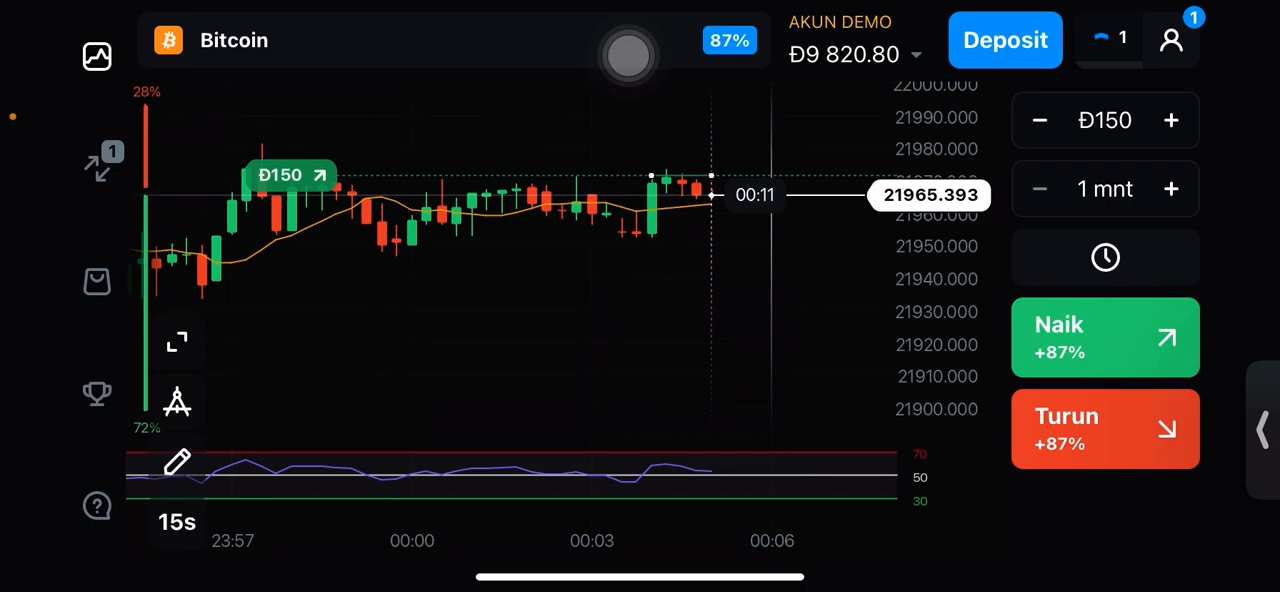 Bitcoin
87%
AKUN DEMO
Đ9 820.80
Deposit
1
1
28%
1
Đ150
00:11
21965.393
22000.000
21990.000
21980.000
21960.000
21950.000
21940.000
21930.000
21920.000
21910.000
21900.000
− Đ150 +
− 1 mnt +
Naik
+87%
Turun
+87%
72%
70
50
30
15s
23:57
00:00
00:03
00:06